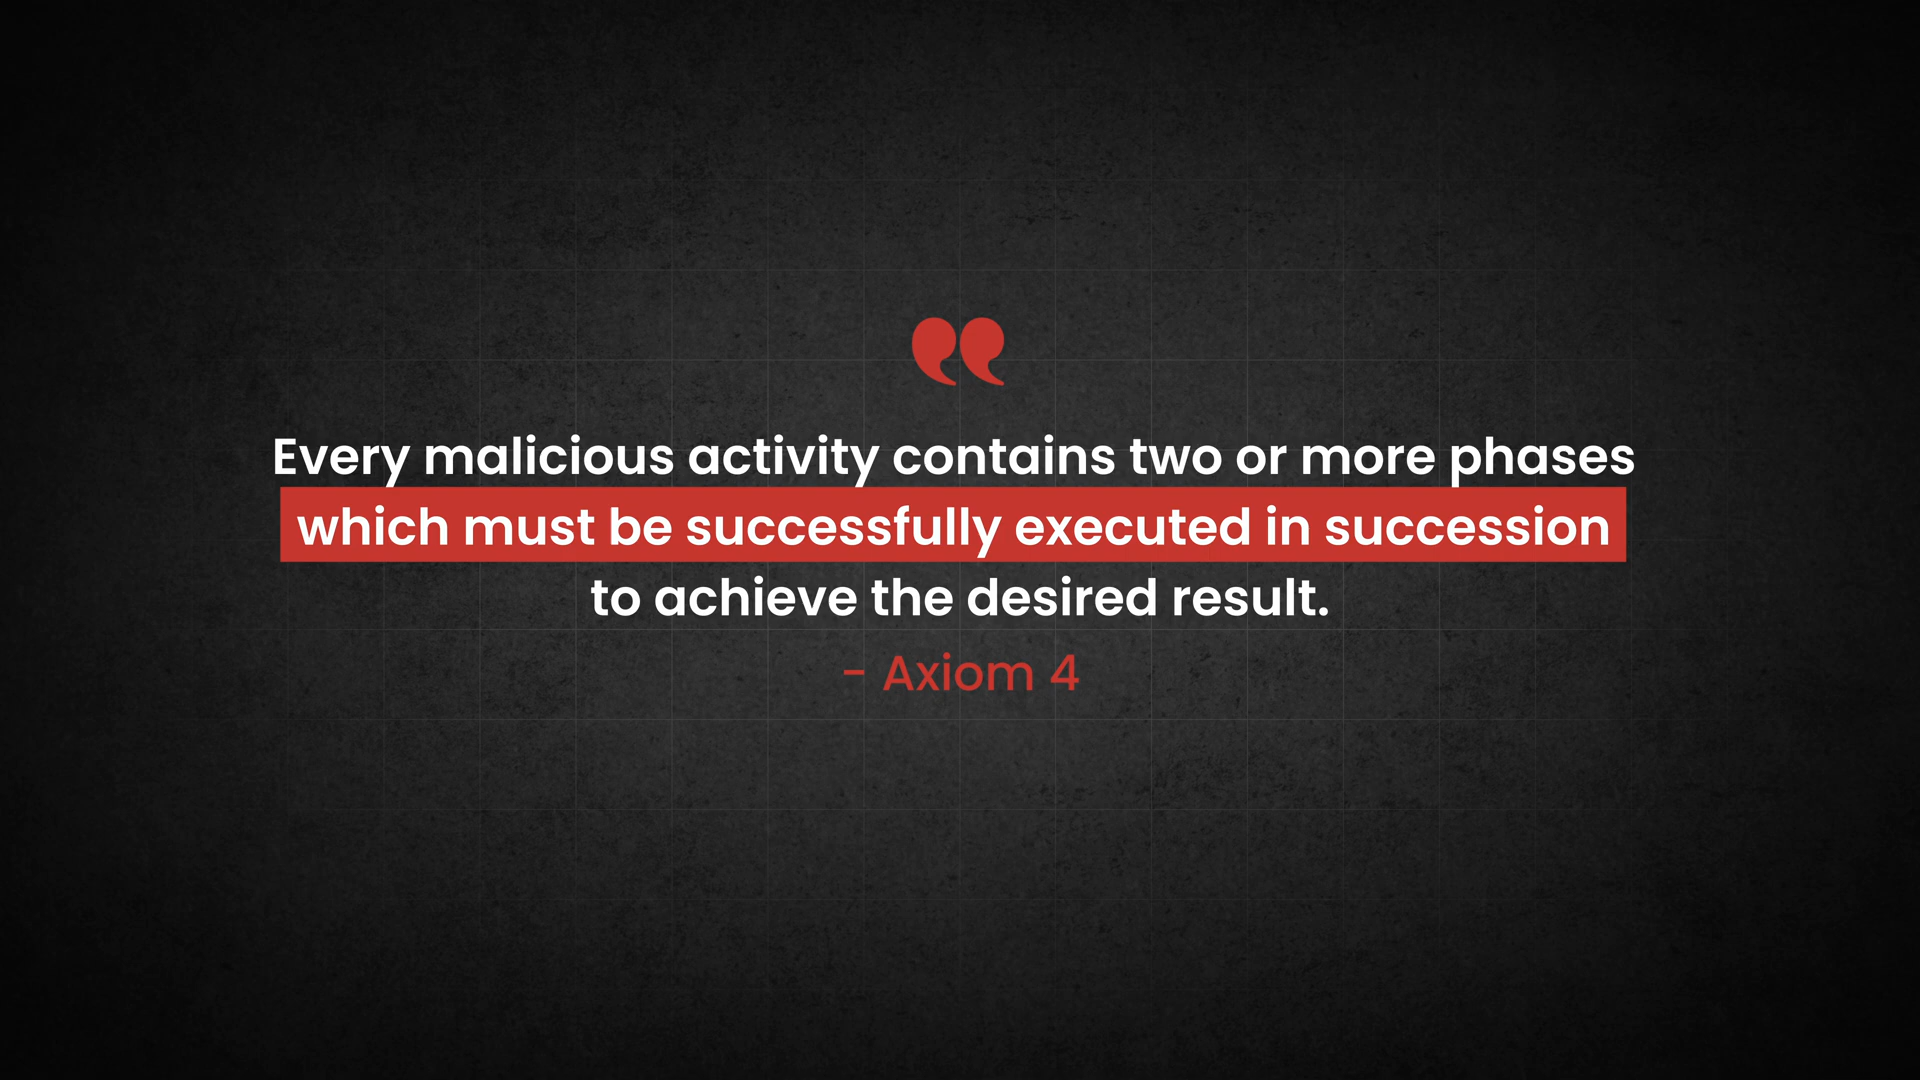 ❝
Every malicious activity contains two or more phases
which must be successfully executed in succession
to achieve the desired result.
- Axiom 4